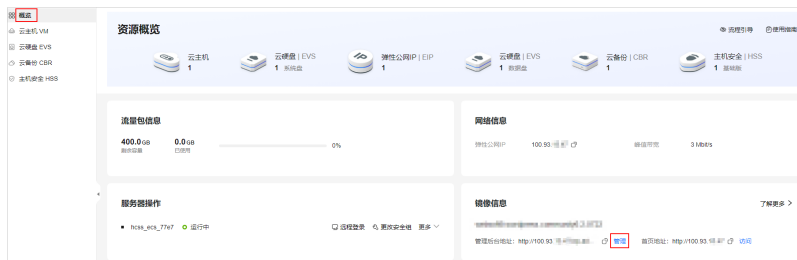 概览
云主机 VM
云硬盘 EVS
云备份 CBR
主机安全 HSS
资源概览
流程引导 使用指南
云主机 1
云硬盘 | EVS 1 系统盘
弹性公网IP | EIP 1
云硬盘 | EVS 1 数据盘
云备份 | CBR 1
主机安全 | HSS 1 基础版
流量包信息
400.0 GB 0.0 GB 0%
剩余容量 已使用
网络信息
弹性公网IP 100.93. 峰值带宽 3 Mbit/s
服务器操作
hcss_ecs_77e7 运行中 远程登录 更改安全组 更多
镜像信息 了解更多 >
管理后台地址: http://100.93 管理 首页地址: http://100.93 访问